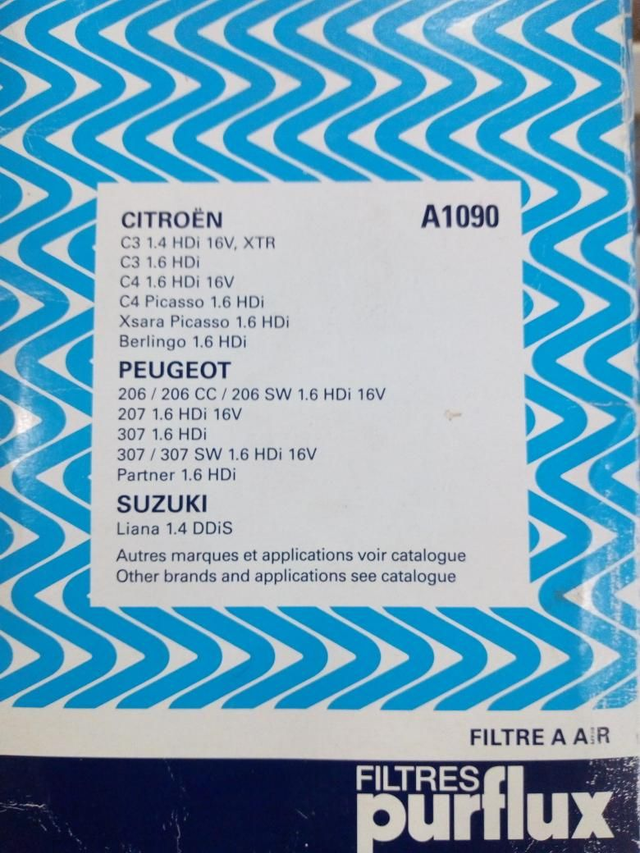 CITROËN A1090
C3 1.4 HDi 16V, XTR
C3 1.6 HDi
C4 1.6 HDi 16V
C4 Picasso 1.6 HDi
Xsara Picasso 1.6 HDi
Berlingo 1.6 HDi
PEUGEOT
206 / 206 CC / 206 SW 1.6 HDi 16V
207 1.6 HDi 16V
307 1.6 HDi
307 / 307 SW 1.6 HDi 16V
Partner 1.6 HDi
SUZUKI
Liana 1.4 DDiS
Autres marques et applications voir catalogue
Other brands and applications see catalogue
FILTRE A AIR
FILTRES
purflux